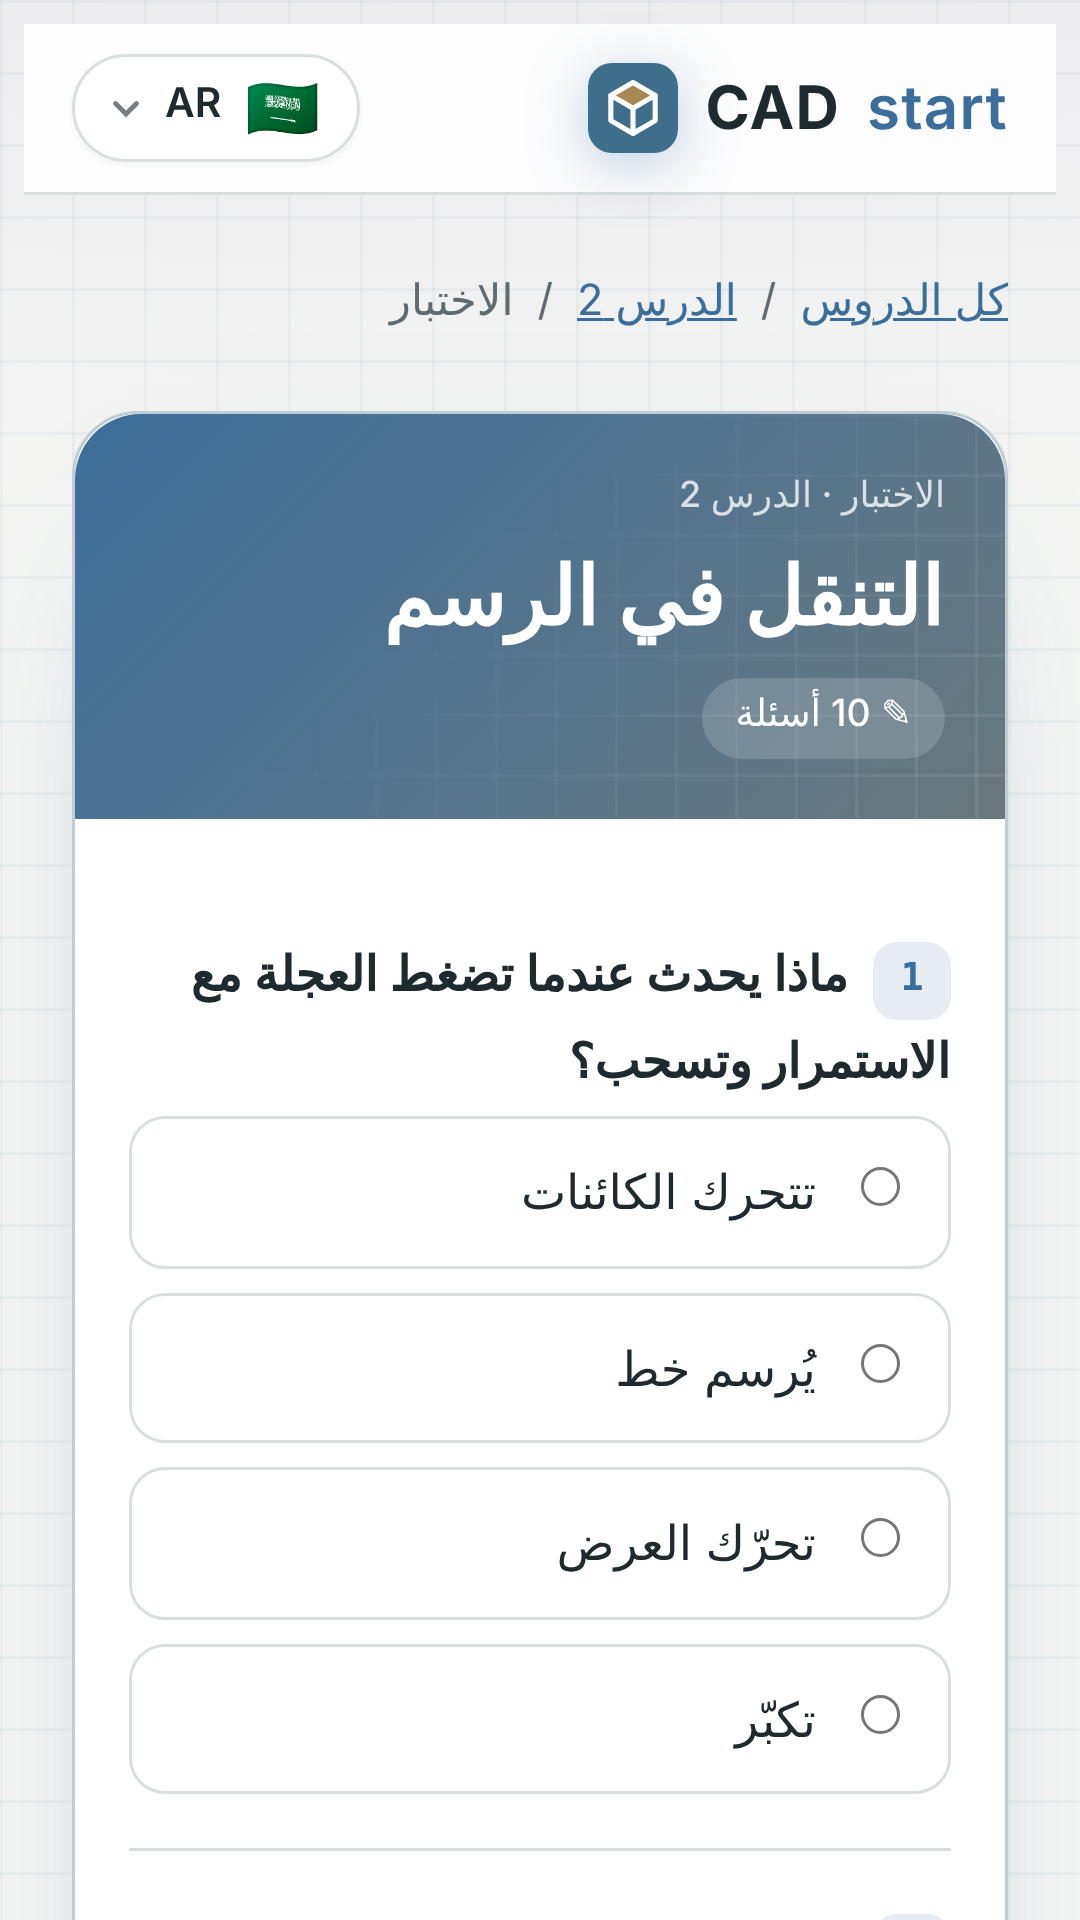 CAD start
AR
كل الدروس / الدرس 2 / الاختبار
الاختبار · الدرس 2
التنقل في الرسم
✎ 10 أسئلة
1 ماذا يحدث عندما تضغط العجلة مع
الاستمرار وتسحب؟
تتحرك الكائنات
يُرسم خط
تحرّك العرض
تكبّر